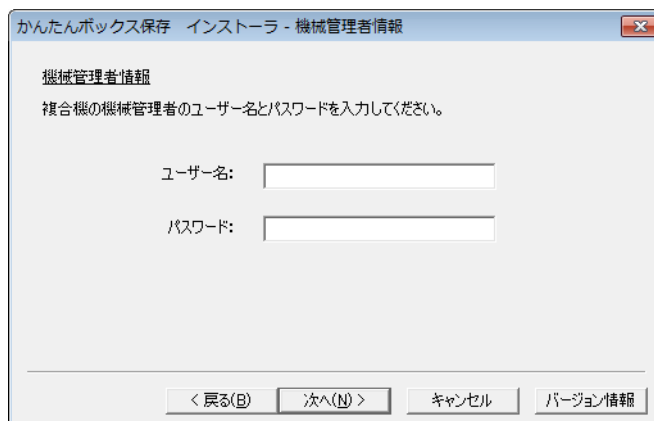 かんたんボックス保存　インストーラ - 機械管理者情報
機械管理者情報
複合機の機械管理者のユーザー名とパスワードを入力してください。
ユーザー名:
パスワード:
< 戻る(B)
次へ(N) >
キャンセル
バージョン情報